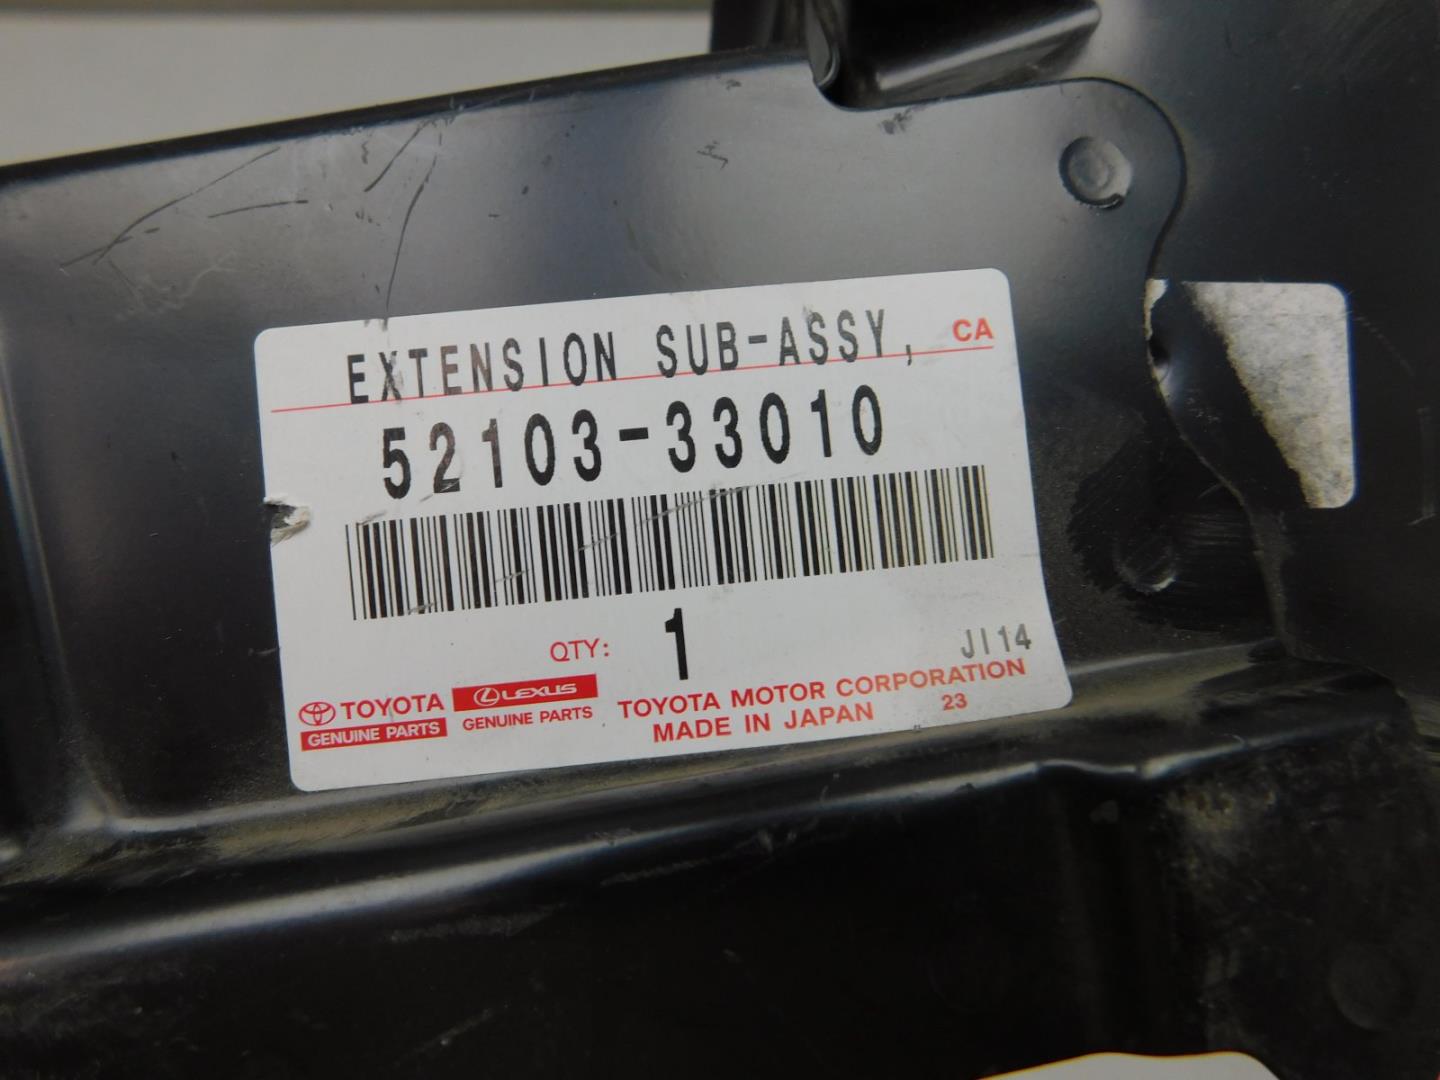 EXTENSION SUB-ASSY, CA
52103-33010
QTY: 1
JI14
TOYOTA
GENUINE PARTS
LEXUS
GENUINE PARTS
TOYOTA MOTOR CORPORATION
MADE IN JAPAN 23